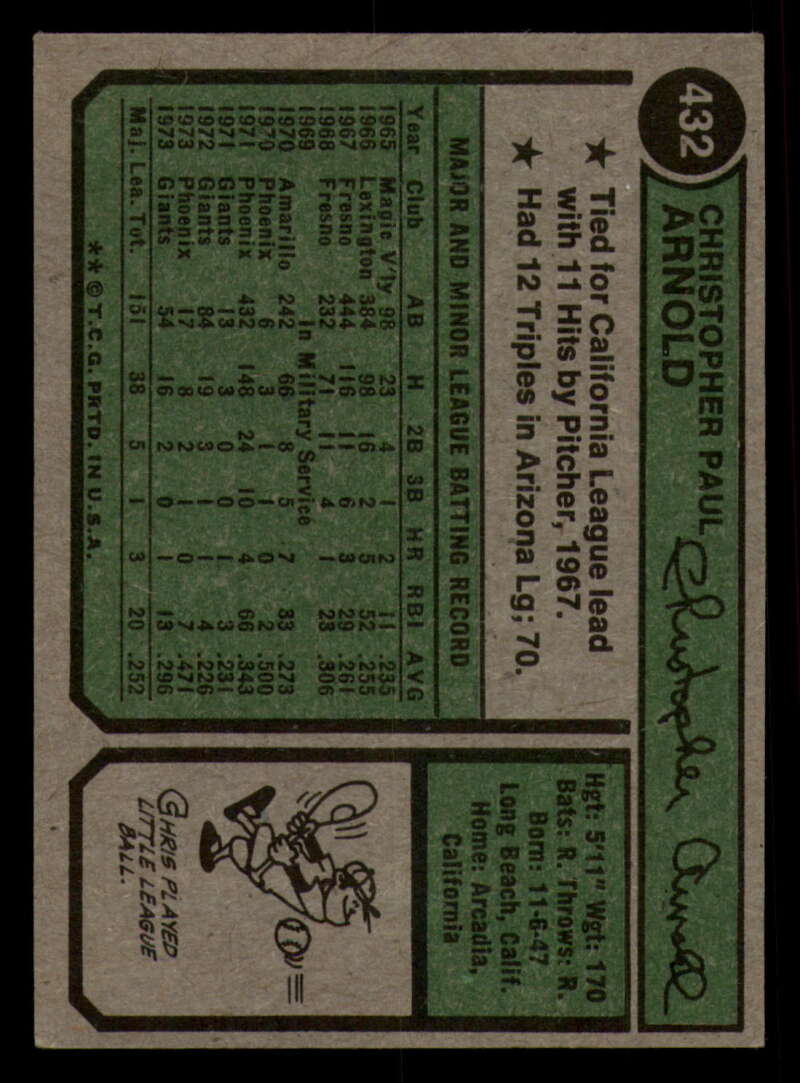 432
CHRISTOPHER PAUL
ARNOLD
Christopher Arnold
★ Tied for California League lead
with 11 Hits by Pitcher, 1967.
★ Had 12 Triples in Arizona Lg; 70.
MAJOR AND MINOR LEAGUE BATTING RECORD
Year Club AB H 2B 3B HR RBI AVG
1965 Magic V'ly 98 23 4 1 2 11 .235
1966 Lexington 384 98 16 2 5 52 .255
1967 Fresno 444 116 11 6 3 29 .261
1968 Fresno 232 71 11 4 1 23 .306
1969 In Military Service
1970 Amarillo 242 66 8 5 7 33 .273
1970 Phoenix 6 3 1 1 0 2 .500
1971 Phoenix 432 148 24 10 4 66 .343
1971 Giants 13 3 0 0 1 3 .231
1972 Giants 84 19 3 1 1 4 .226
1973 Phoenix 17 8 2 1 0 7 .471
1973 Giants 54 16 2 0 1 13 .296
Maj. Lea. Tot. 151 38 5 1 3 20 .252
**©T.C.G. PRTD. IN U.S.A.
Hgt: 5'11" Wgt: 170
Bats: R. Throws: R.
Born: 11-6-47
Long Beach, Calif.
Home: Arcadia,
California
CHRIS PLAYED
LITTLE LEAGUE
BALL.